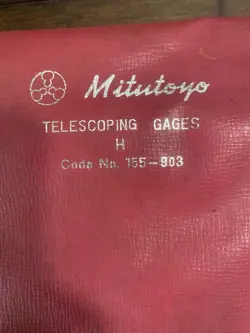 Mitutoyo
TELESCOPING GAGES
H
Code No. 155-903